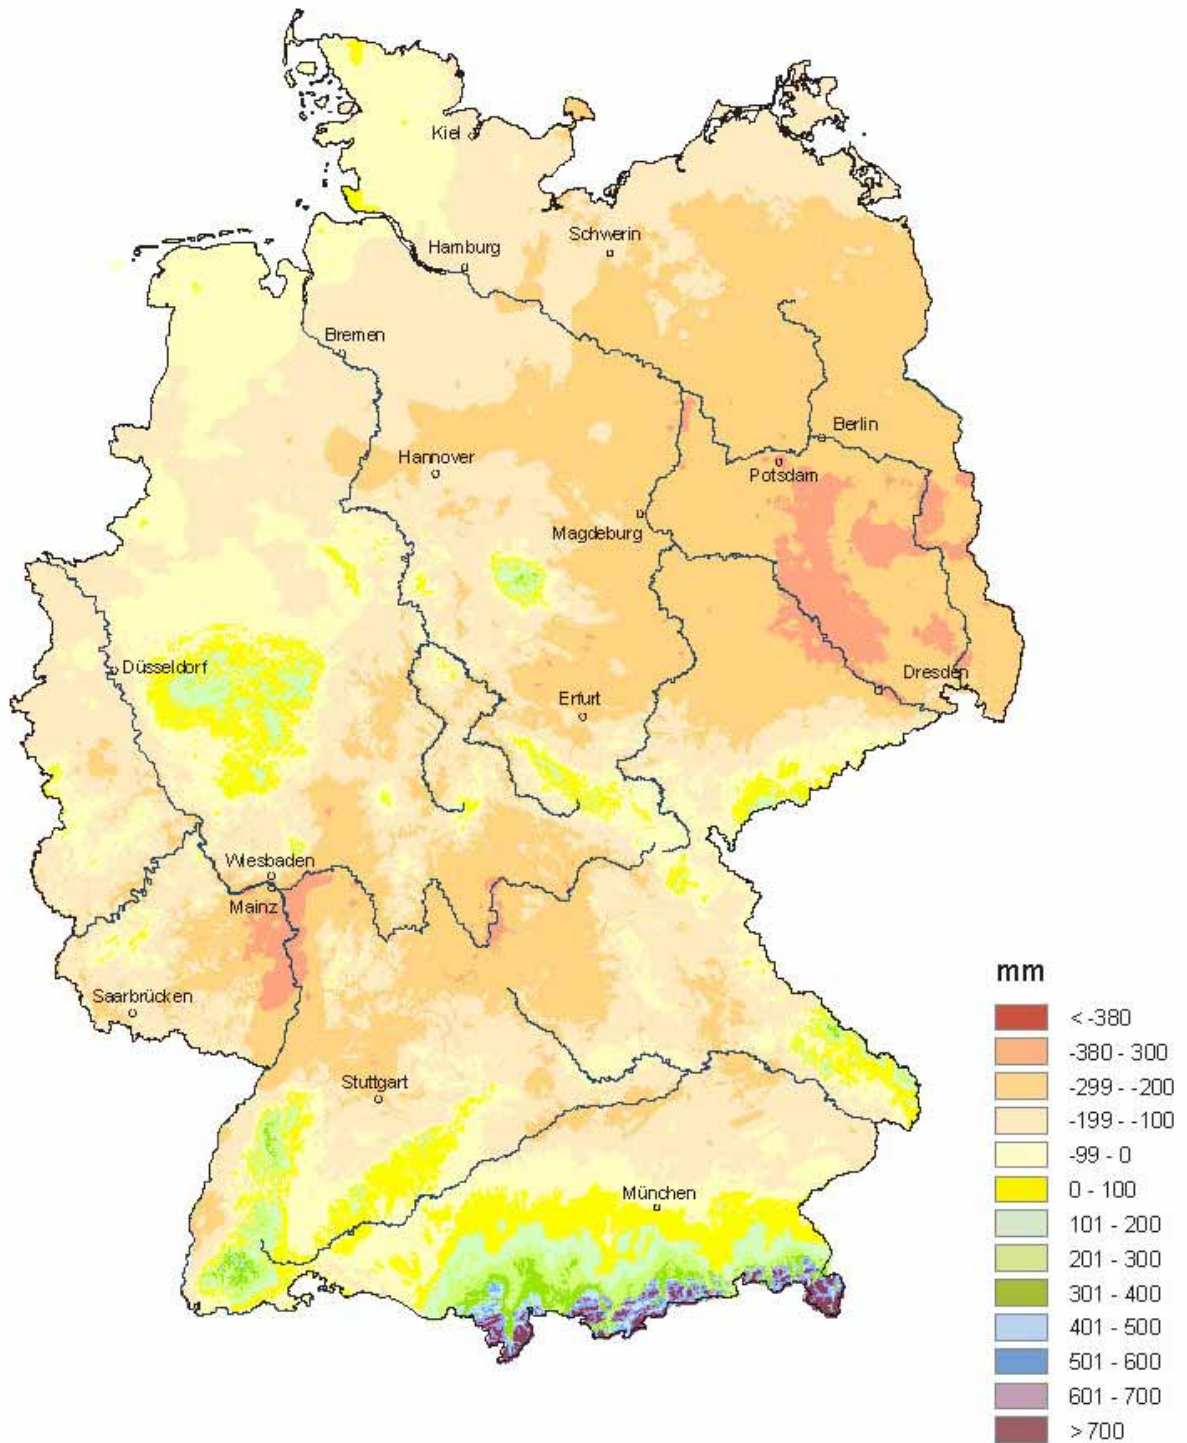 Kiel
Schwerin
Hamburg
Bremen
Berlin
Hannover
Potsdam
Magdeburg
Düsseldorf
Dresden
Erfurt
Wiesbaden
Mainz
Saarbrücken
Stuttgart
München
mm
< -380
-380 - 300
-299 - -200
-199 - -100
-99 - 0
0 - 100
101 - 200
201 - 300
301 - 400
401 - 500
501 - 600
601 - 700
> 700